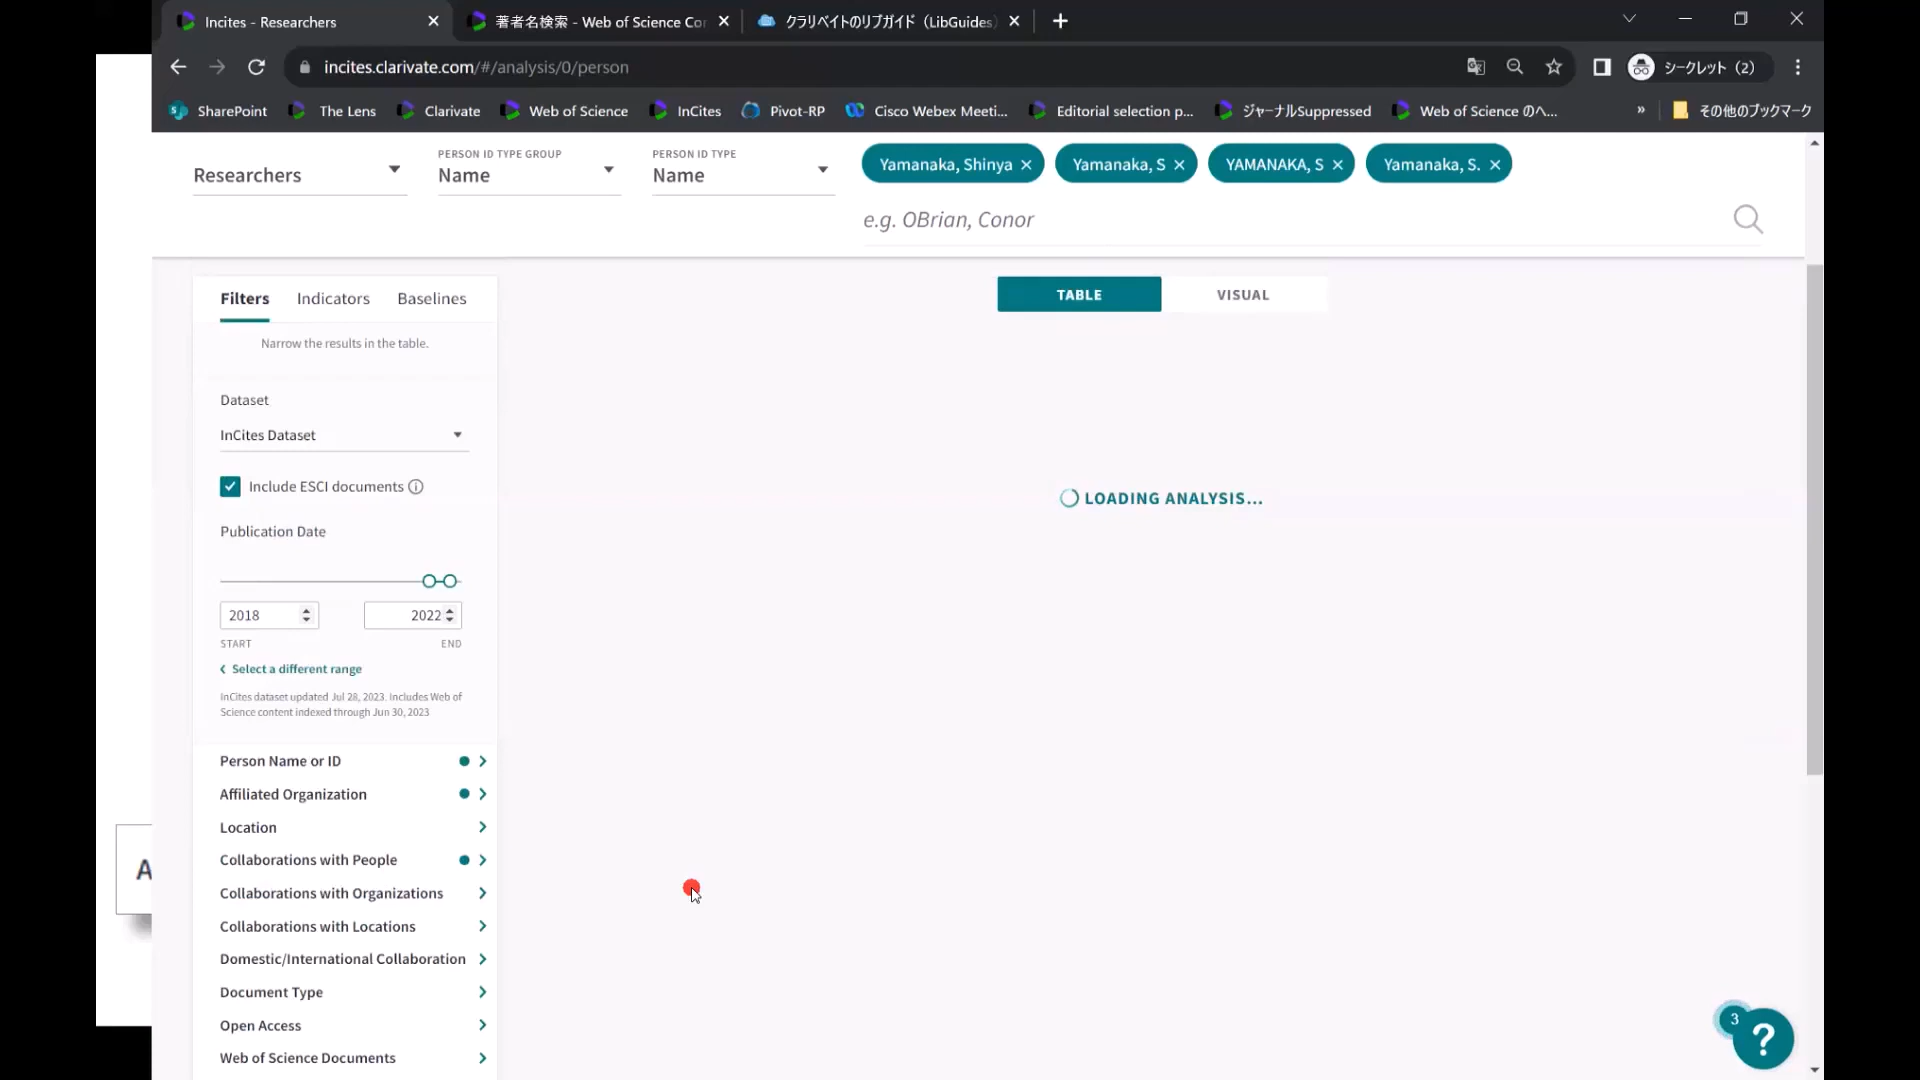 Incites - Researchers
著者名検索 - Web of Science Cor
クラリベイトのリブガイド（LibGuides）
incites.clarivate.com/#/analysis/0/person
シークレット（2）
SharePoint The Lens Clarivate Web of Science InCites Pivot-RP Cisco Webex Meeti... Editorial selection p... ジャーナルSuppressed Web of Science のヘ... » その他のブックマーク
PERSON ID TYPE GROUP PERSON ID TYPE
Researchers Name Name
Yamanaka, Shinya × Yamanaka, S × YAMANAKA, S × Yamanaka, S. ×
e.g. OBrian, Conor
Filters Indicators Baselines
TABLE VISUAL
Narrow the results in the table.
Dataset
InCites Dataset
LOADING ANALYSIS...
Include ESCI documents
Publication Date
2018 2022
START END
Select a different range
InCites dataset updated Jul 28, 2023. Includes Web of
Science content indexed through Jun 30, 2023
Person Name or ID
Affiliated Organization
Location
Collaborations with People
A
Collaborations with Organizations
Collaborations with Locations
Domestic/International Collaboration
Document Type
Open Access
3
?
Web of Science Documents